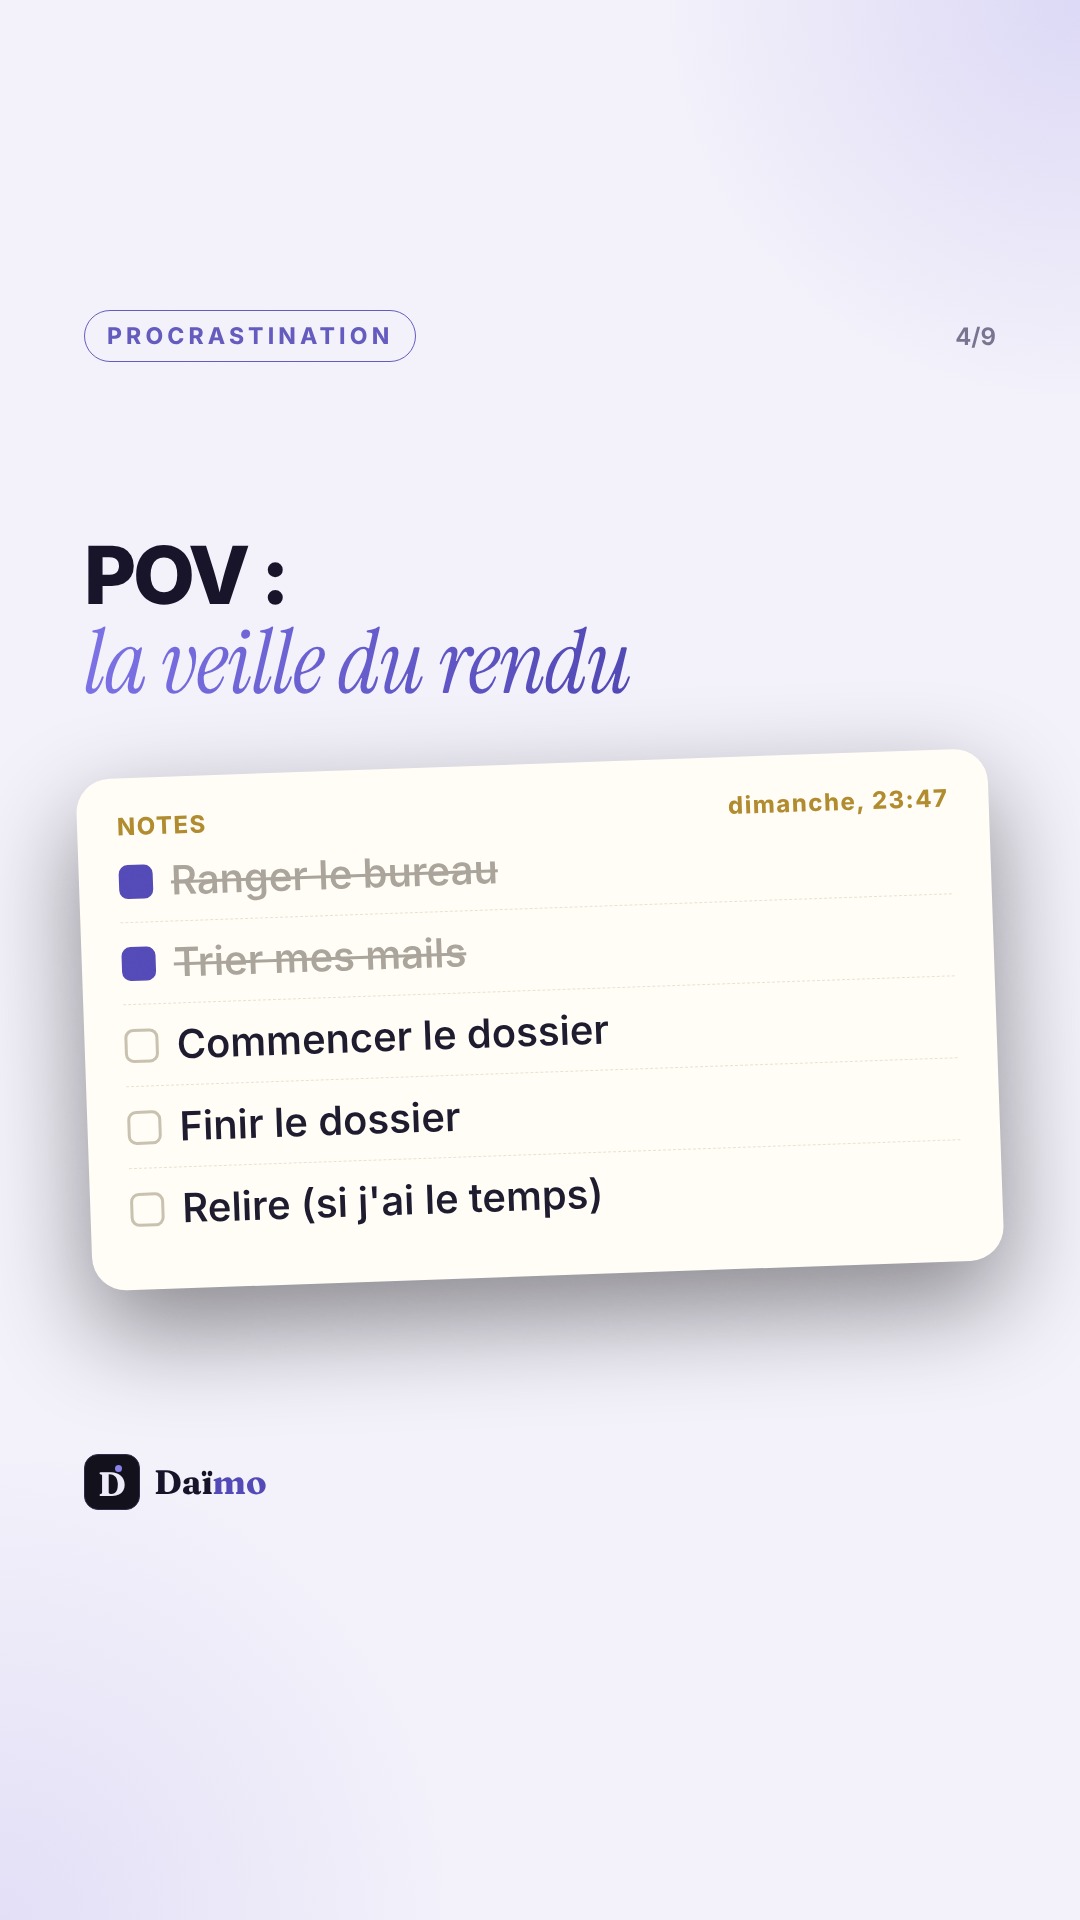 PROCRASTINATION
4/9
POV :
la veille du rendu
NOTES
dimanche, 23:47
Ranger le bureau
Trier mes mails
Commencer le dossier
Finir le dossier
Relire (si j'ai le temps)
D
Daïmo